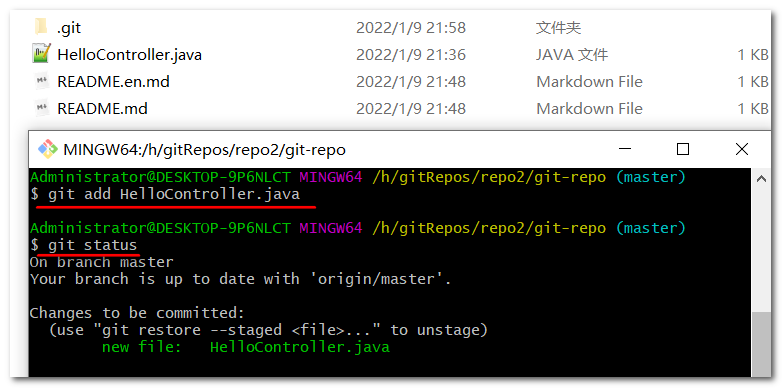 .git 2022/1/9 21:58 文件夹
HelloController.java 2022/1/9 21:36 JAVA 文件 1 KB
README.en.md 2022/1/9 21:48 Markdown File 1 KB
README.md 2022/1/9 21:48 Markdown File 1 KB
MINGW64:/h/gitRepos/repo2/git-repo
Administrator@DESKTOP-9P6NLCT MINGW64 /h/gitRepos/repo2/git-repo (master)
$ git add HelloController.java
Administrator@DESKTOP-9P6NLCT MINGW64 /h/gitRepos/repo2/git-repo (master)
$ git status
On branch master
Your branch is up to date with 'origin/master'.
Changes to be committed:
  (use "git restore --staged <file>..." to unstage)
        new file:   HelloController.java